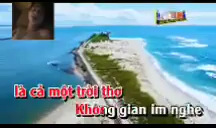 là cả một trời thơ
Không gian im nghe